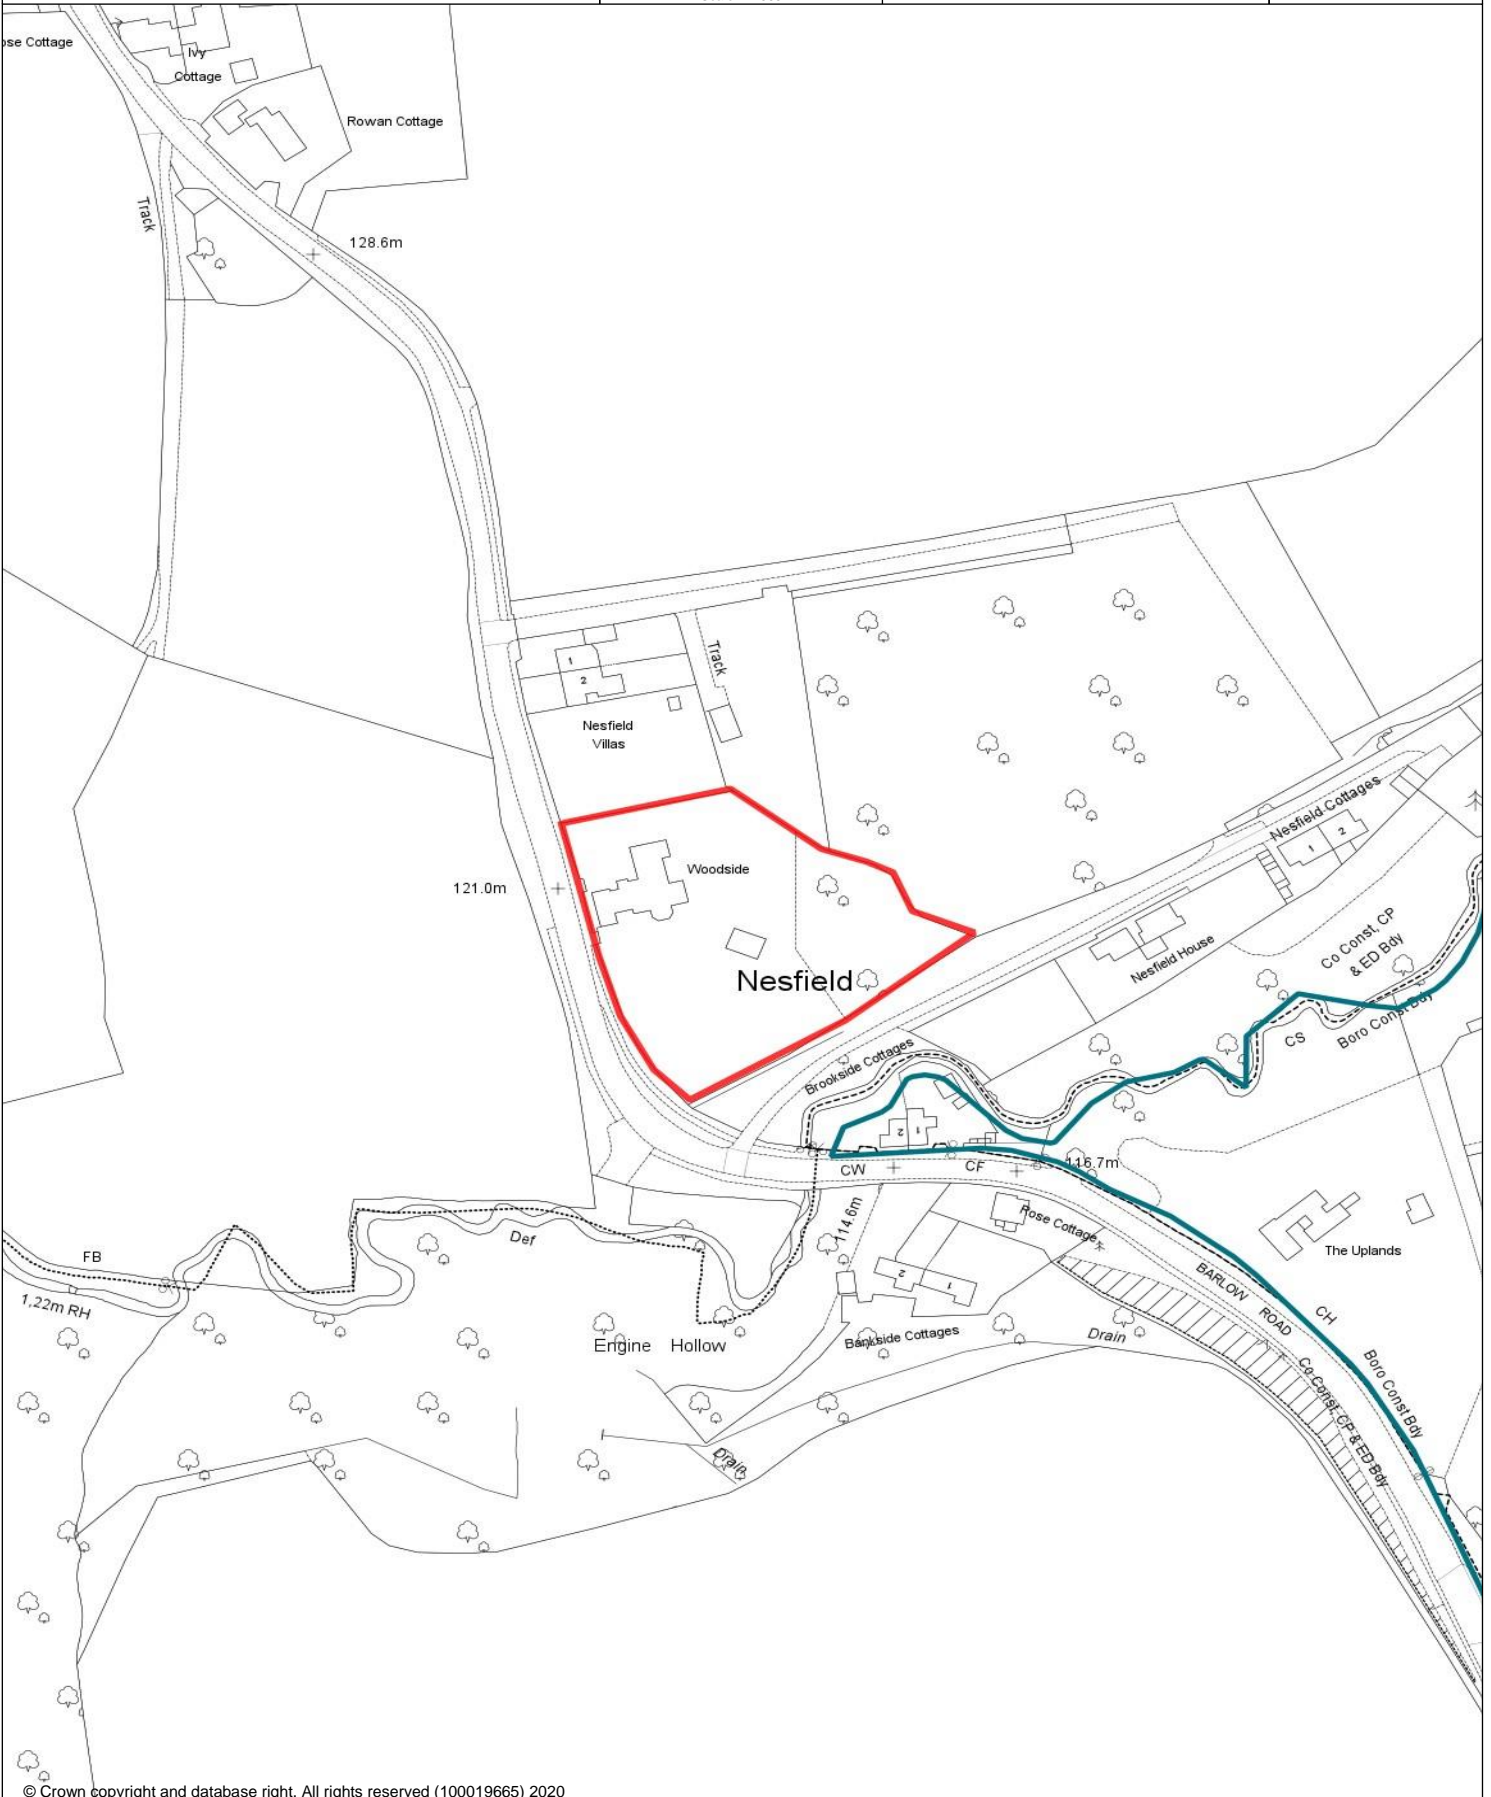 ose Cottage
Ivy
Cottage
Rowan Cottage
Track
128.6m
Track
1
2
Nesfield
Villas
Nesfield Cottages
1
2
Woodside
121.0m
Nesfield
Nesfield House
Co Const, CP
& ED Bdy
Boro Const Bdy
CS
Brookside Cottages
2
1
CW
CF
116.7m
114.6m
Rose Cottage
The Uplands
FB
Def
1,22m RH
2
1
BARLOW ROAD
CH
Engine Hollow
Bankside Cottages
Drain
Boro Const Bdy
Co Const, CP & ED Bdy
Drain
© Crown copyright and database right. All rights reserved (100019665) 2020